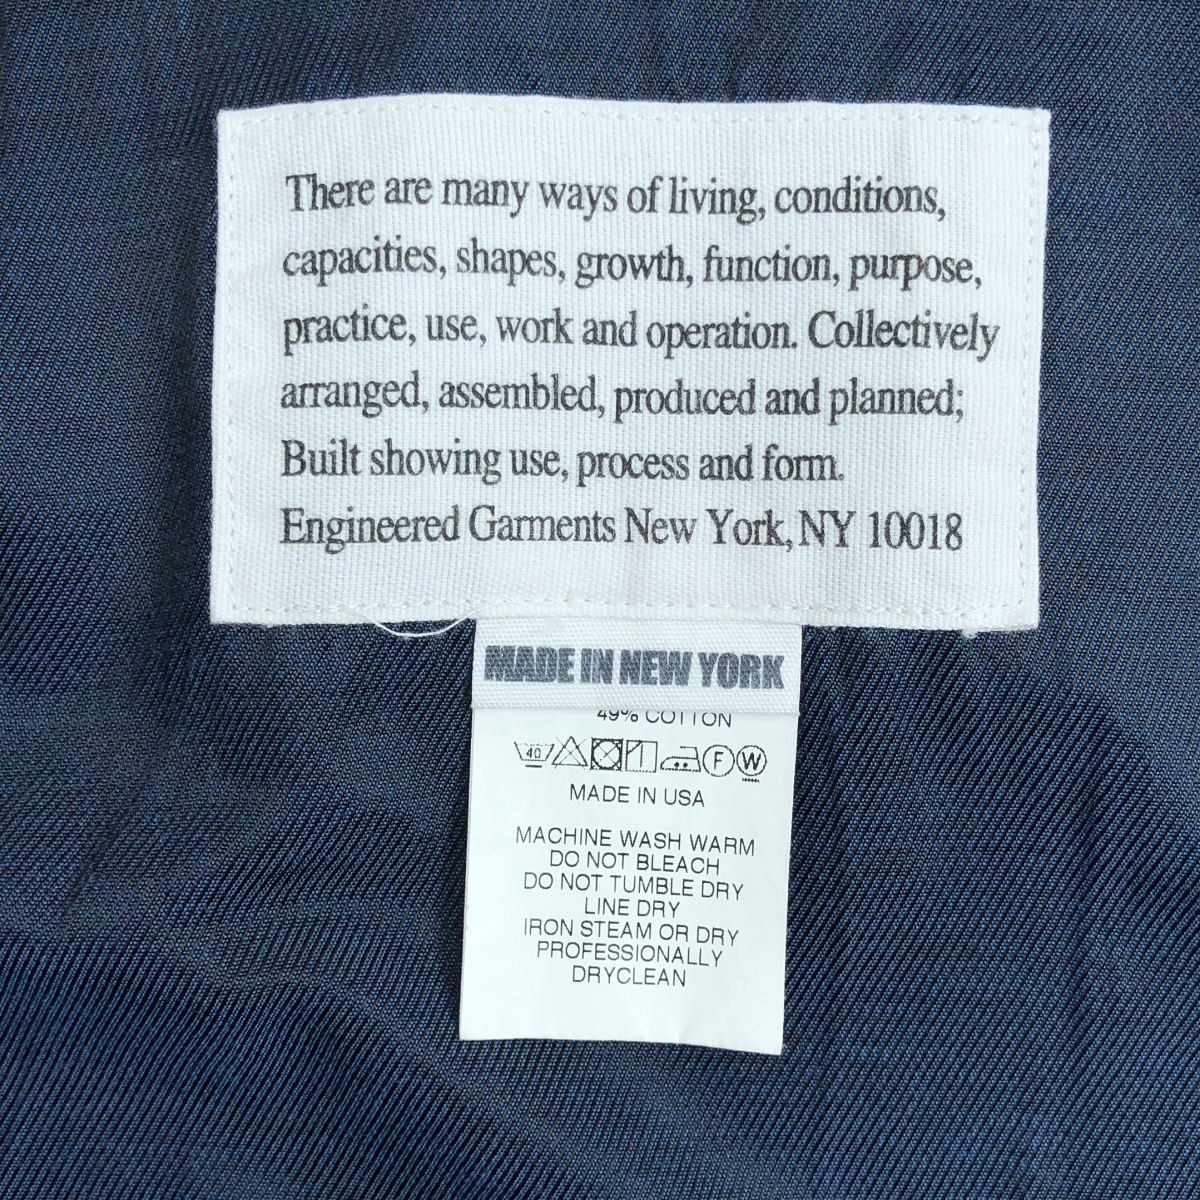 There are many ways of living, conditions,
capacities, shapes, growth, function, purpose,
practice, use, work and operation. Collectively
arranged, assembled, produced and planned;
Built showing use, process and form.
Engineered Garments New York, NY 10018
MADE IN NEW YORK
49% COTTON
40 F W
MADE IN USA
MACHINE WASH WARM
DO NOT BLEACH
DO NOT TUMBLE DRY
LINE DRY
IRON STEAM OR DRY
PROFESSIONALLY
DRYCLEAN